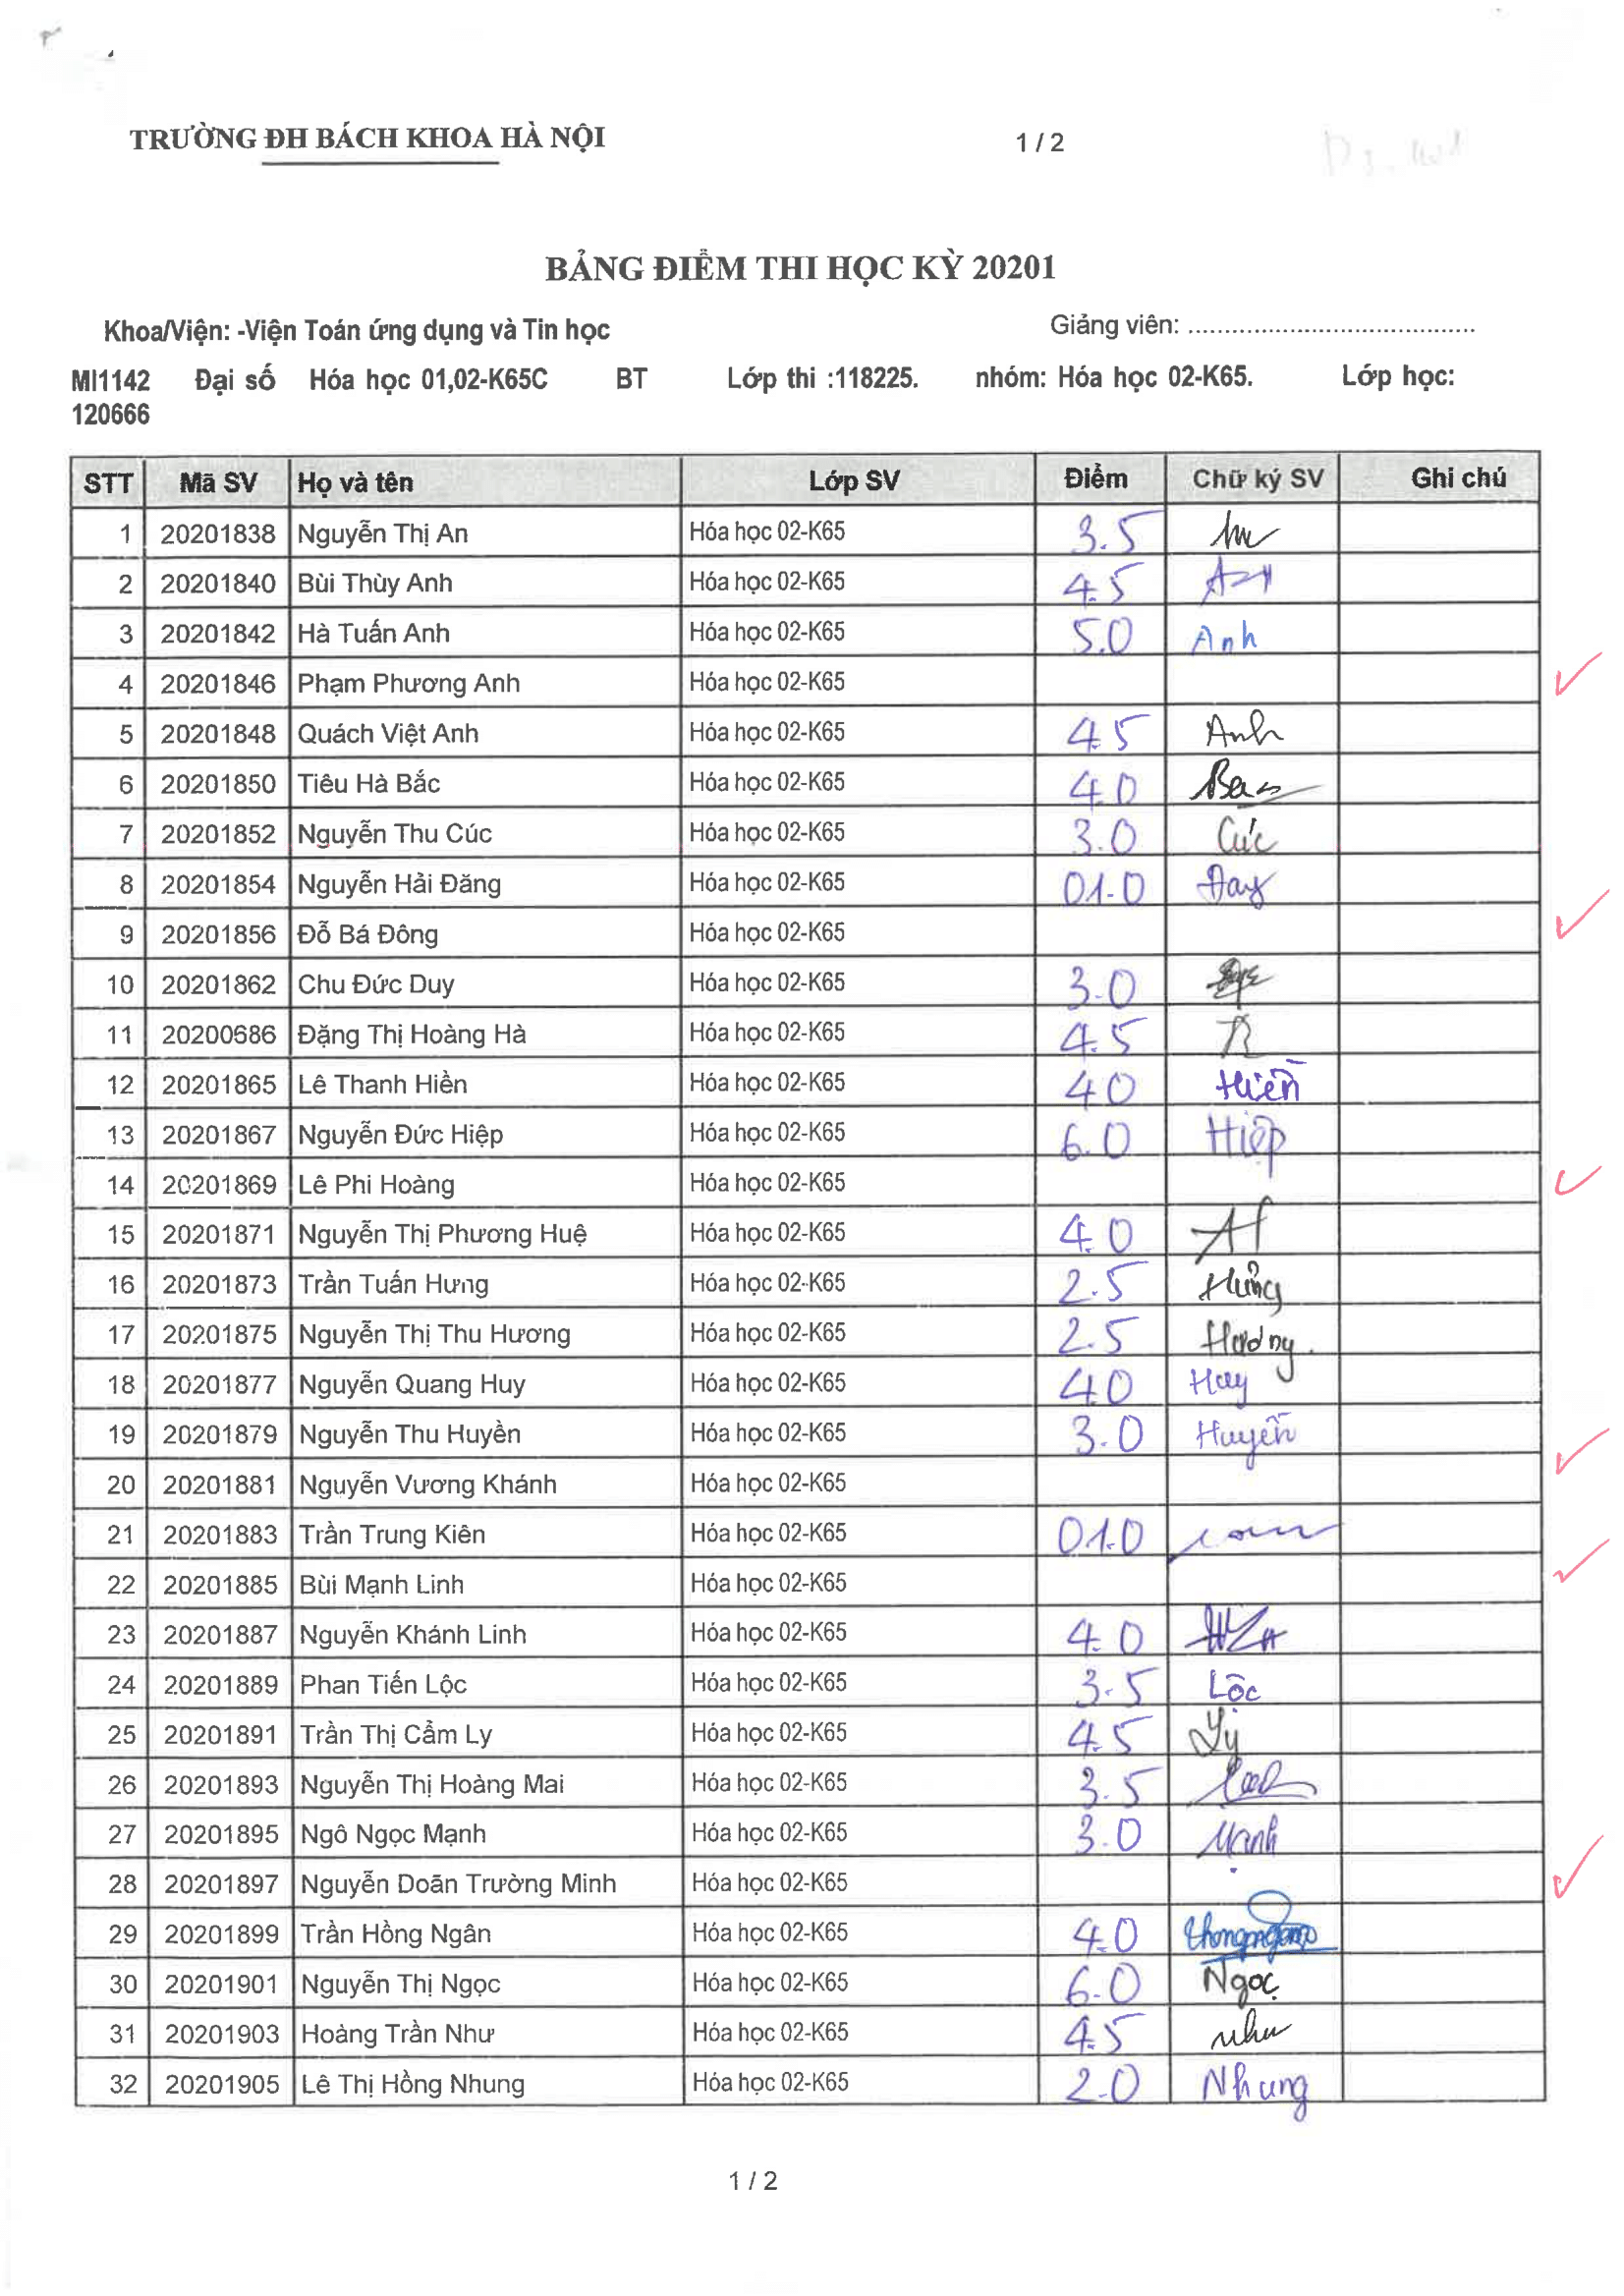 TRƯỜNG ĐH BÁCH KHOA HÀ NỘI 1 / 2
BẢNG ĐIỂM THI HỌC KỲ 20201
Khoa/Viện: -Viện Toán ứng dụng và Tin học Giảng viên: .......................................
MI1142 Đại số Hóa học 01,02-K65C BT Lớp thi :118225. nhóm: Hóa học 02-K65. Lớp học:
120666
STT Mã SV Họ và tên Lớp SV Điểm Chữ ký SV Ghi chú
1 20201838 Nguyễn Thị An Hóa học 02-K65 3.5
2 20201840 Bùi Thùy Anh Hóa học 02-K65 4.5
3 20201842 Hà Tuấn Anh Hóa học 02-K65 5.0 Anh
4 20201846 Phạm Phương Anh Hóa học 02-K65
5 20201848 Quách Việt Anh Hóa học 02-K65 4.5 Anh
6 20201850 Tiêu Hà Bắc Hóa học 02-K65 4.0
7 20201852 Nguyễn Thu Cúc Hóa học 02-K65 3.0 Cúc
8 20201854 Nguyễn Hải Đăng Hóa học 02-K65 01.0
9 20201856 Đỗ Bá Đông Hóa học 02-K65
10 20201862 Chu Đức Duy Hóa học 02-K65 3.0
11 20200686 Đặng Thị Hoàng Hà Hóa học 02-K65 4.5
12 20201865 Lê Thanh Hiền Hóa học 02-K65 4.0 Hiền
13 20201867 Nguyễn Đức Hiệp Hóa học 02-K65 6.0 Hiệp
14 20201869 Lê Phi Hoàng Hóa học 02-K65
15 20201871 Nguyễn Thị Phương Huệ Hóa học 02-K65 4.0
16 20201873 Trần Tuấn Hưng Hóa học 02-K65 2.5 Hưng
17 20201875 Nguyễn Thị Thu Hương Hóa học 02-K65 2.5 Hương
18 20201877 Nguyễn Quang Huy Hóa học 02-K65 4.0 Huy
19 20201879 Nguyễn Thu Huyền Hóa học 02-K65 3.0 Huyền
20 20201881 Nguyễn Vương Khánh Hóa học 02-K65
21 20201883 Trần Trung Kiên Hóa học 02-K65 01.0
22 20201885 Bùi Mạnh Linh Hóa học 02-K65
23 20201887 Nguyễn Khánh Linh Hóa học 02-K65 4.0
24 20201889 Phan Tiến Lộc Hóa học 02-K65 3.5 Lộc
25 20201891 Trần Thị Cẩm Ly Hóa học 02-K65 4.5 Ly
26 20201893 Nguyễn Thị Hoàng Mai Hóa học 02-K65 3.5
27 20201895 Ngô Ngọc Mạnh Hóa học 02-K65 3.0 Mạnh
28 20201897 Nguyễn Doãn Trường Minh Hóa học 02-K65
29 20201899 Trần Hồng Ngân Hóa học 02-K65 4.0
30 20201901 Nguyễn Thị Ngọc Hóa học 02-K65 6.0 Ngọc
31 20201903 Hoàng Trần Như Hóa học 02-K65 4.5 như
32 20201905 Lê Thị Hồng Nhung Hóa học 02-K65 2.0 Nhung
1 / 2